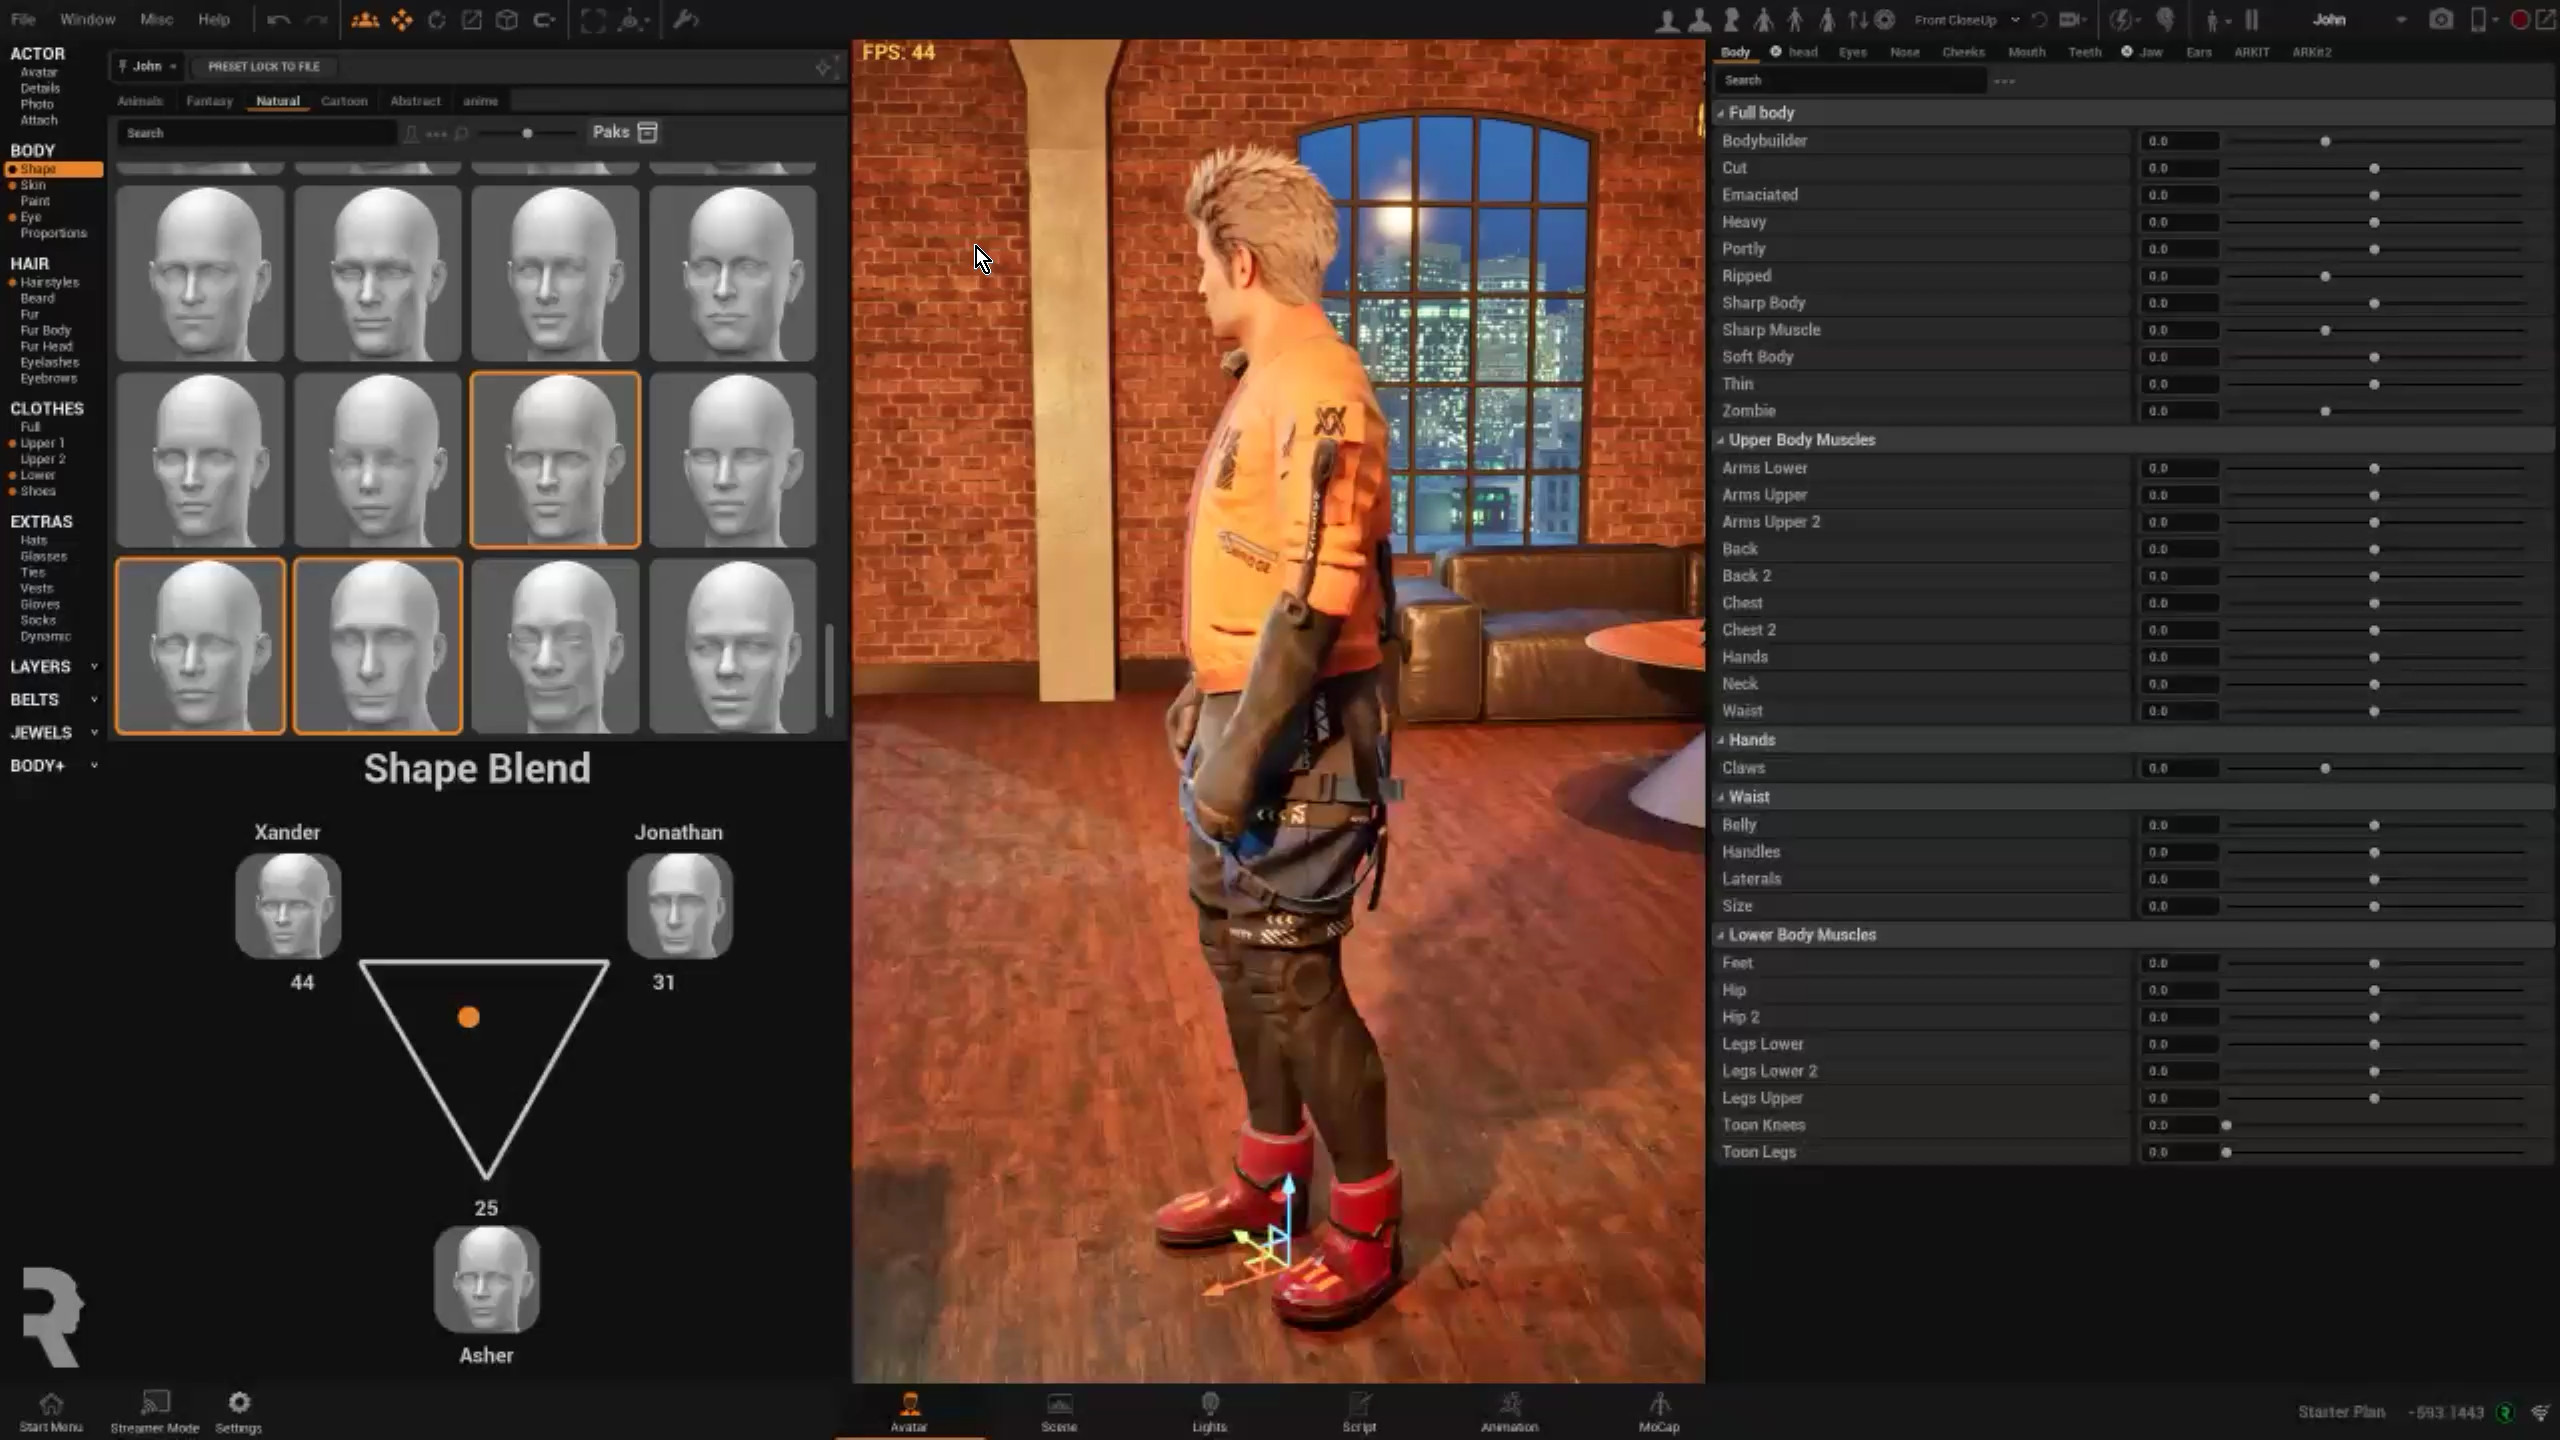 File Window Misc Help Front CloseUp John
ACTOR
Avatar
Details
Photo
Attach
BODY
Shape
Skin
Paint
Eye
Proportions
HAIR
Hairstyles
Beard
Fur
Fur Body
Fur Head
Eyelashes
Eyebrows
CLOTHES
Full
Upper 1
Upper 2
Lower
Shoes
EXTRAS
Hats
Glasses
Ties
Vests
Gloves
Socks
Dynamic
LAYERS
BELTS
JEWELS
BODY+
John PRESET LOCK TO FILE
Animals Fantasy Natural Cartoon Abstract anime
Search Paks
Shape Blend
Xander Jonathan
44 31
25
Asher
FPS: 44
Body head Eyes Nose Cheeks Mouth Teeth Jaw Ears ARKIT ARKit2
Search
Full body
Bodybuilder 0.0
Cut 0.0
Emaciated 0.0
Heavy 0.0
Portly 0.0
Ripped 0.0
Sharp Body 0.0
Sharp Muscle 0.0
Soft Body 0.0
Thin 0.0
Zombie 0.0
Upper Body Muscles
Arms Lower 0.0
Arms Upper 0.0
Arms Upper 2 0.0
Back 0.0
Back 2 0.0
Chest 0.0
Chest 2 0.0
Hands 0.0
Neck 0.0
Waist 0.0
Hands
Claws 0.0
Waist
Belly 0.0
Handles 0.0
Laterals 0.0
Size 0.0
Lower Body Muscles
Feet 0.0
Hip 0.0
Hip 2 0.0
Legs Lower 0.0
Legs Lower 2 0.0
Legs Upper 0.0
Toon Knees 0.0
Toon Legs 0.0
Start Menu Streamer Mode Settings Avatar Scene Lights Script Animation MoCap Starter Plan -593.1443